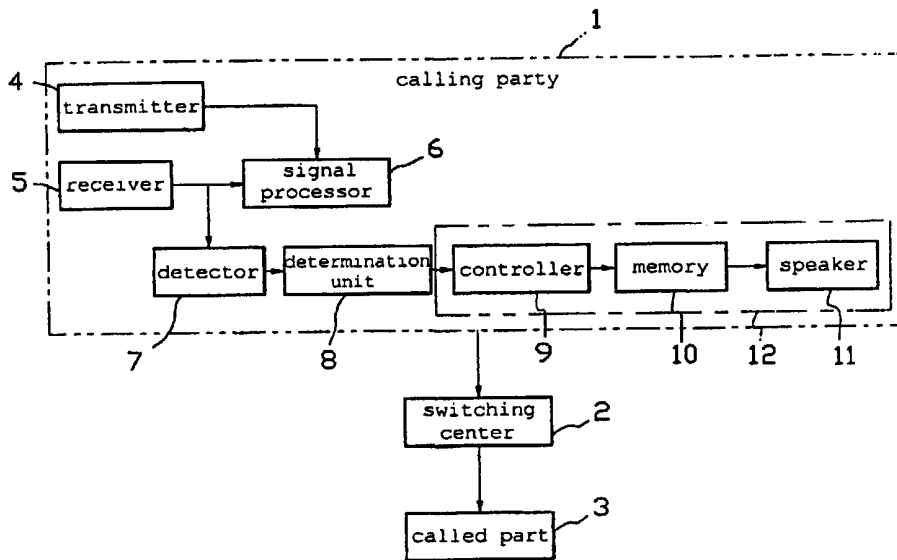 1
calling party
4
transmitter
6
signal
processor
5
receiver
detector
determination
unit
controller
memory
speaker
7
8
9
10
12
11
switching
center
2
called part
3